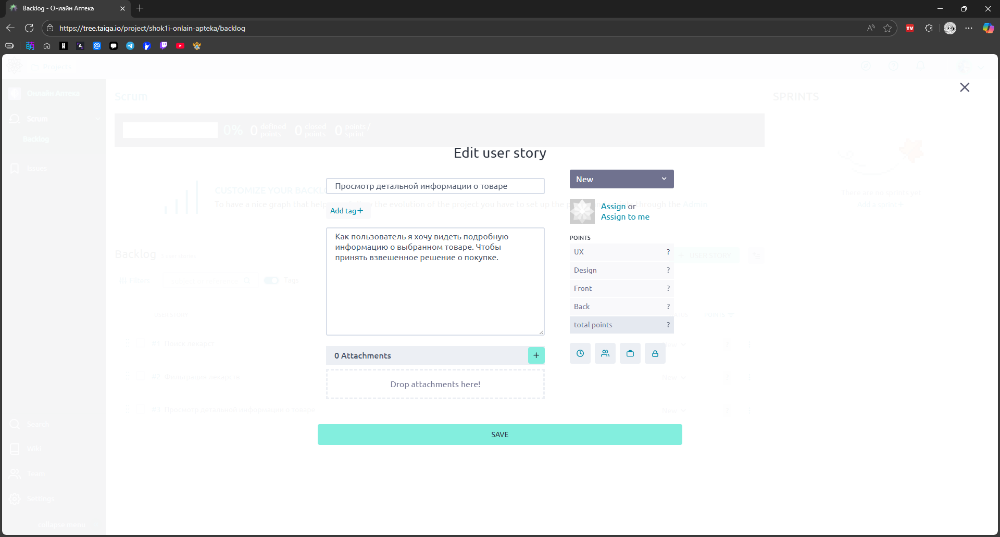 Backlog - Онлайн Аптека
https://tree.taiga.io/project/shok1i-onlain-apteka/backlog
Projects
Онлайн Аптека
Scrum
Backlog
Issues
Search
Wiki
Team
Settings
collapse menu
Scrum
0%
0 defined points
0 closed points
0 points / sprint
SPRINTS
There are no sprints yet
Add a sprint+
CUSTOMIZE YOUR BACKL
To have a nice graph that help the evolution of the project you have to set up the through the Admin
Backlog
3 user stories
+ USER STORY
Filters
Tags
USER STORY
POINTS
#1 Поиск лекарст
New ?
#2 Фильтрация лекарств
New ?
#3 Просмотр детальной информации о товаре
New ?
Edit user story
Просмотр детальной информации о товаре
Add tag+
Как пользователь я хочу видеть подробную
информацию о выбранном товаре. Чтобы
принять взвешенное решение о покупке.
0 Attachments
+
Drop attachments here!
New
Assign or
Assign to me
POINTS
UX ?
Design ?
Front ?
Back ?
total points ?
SAVE